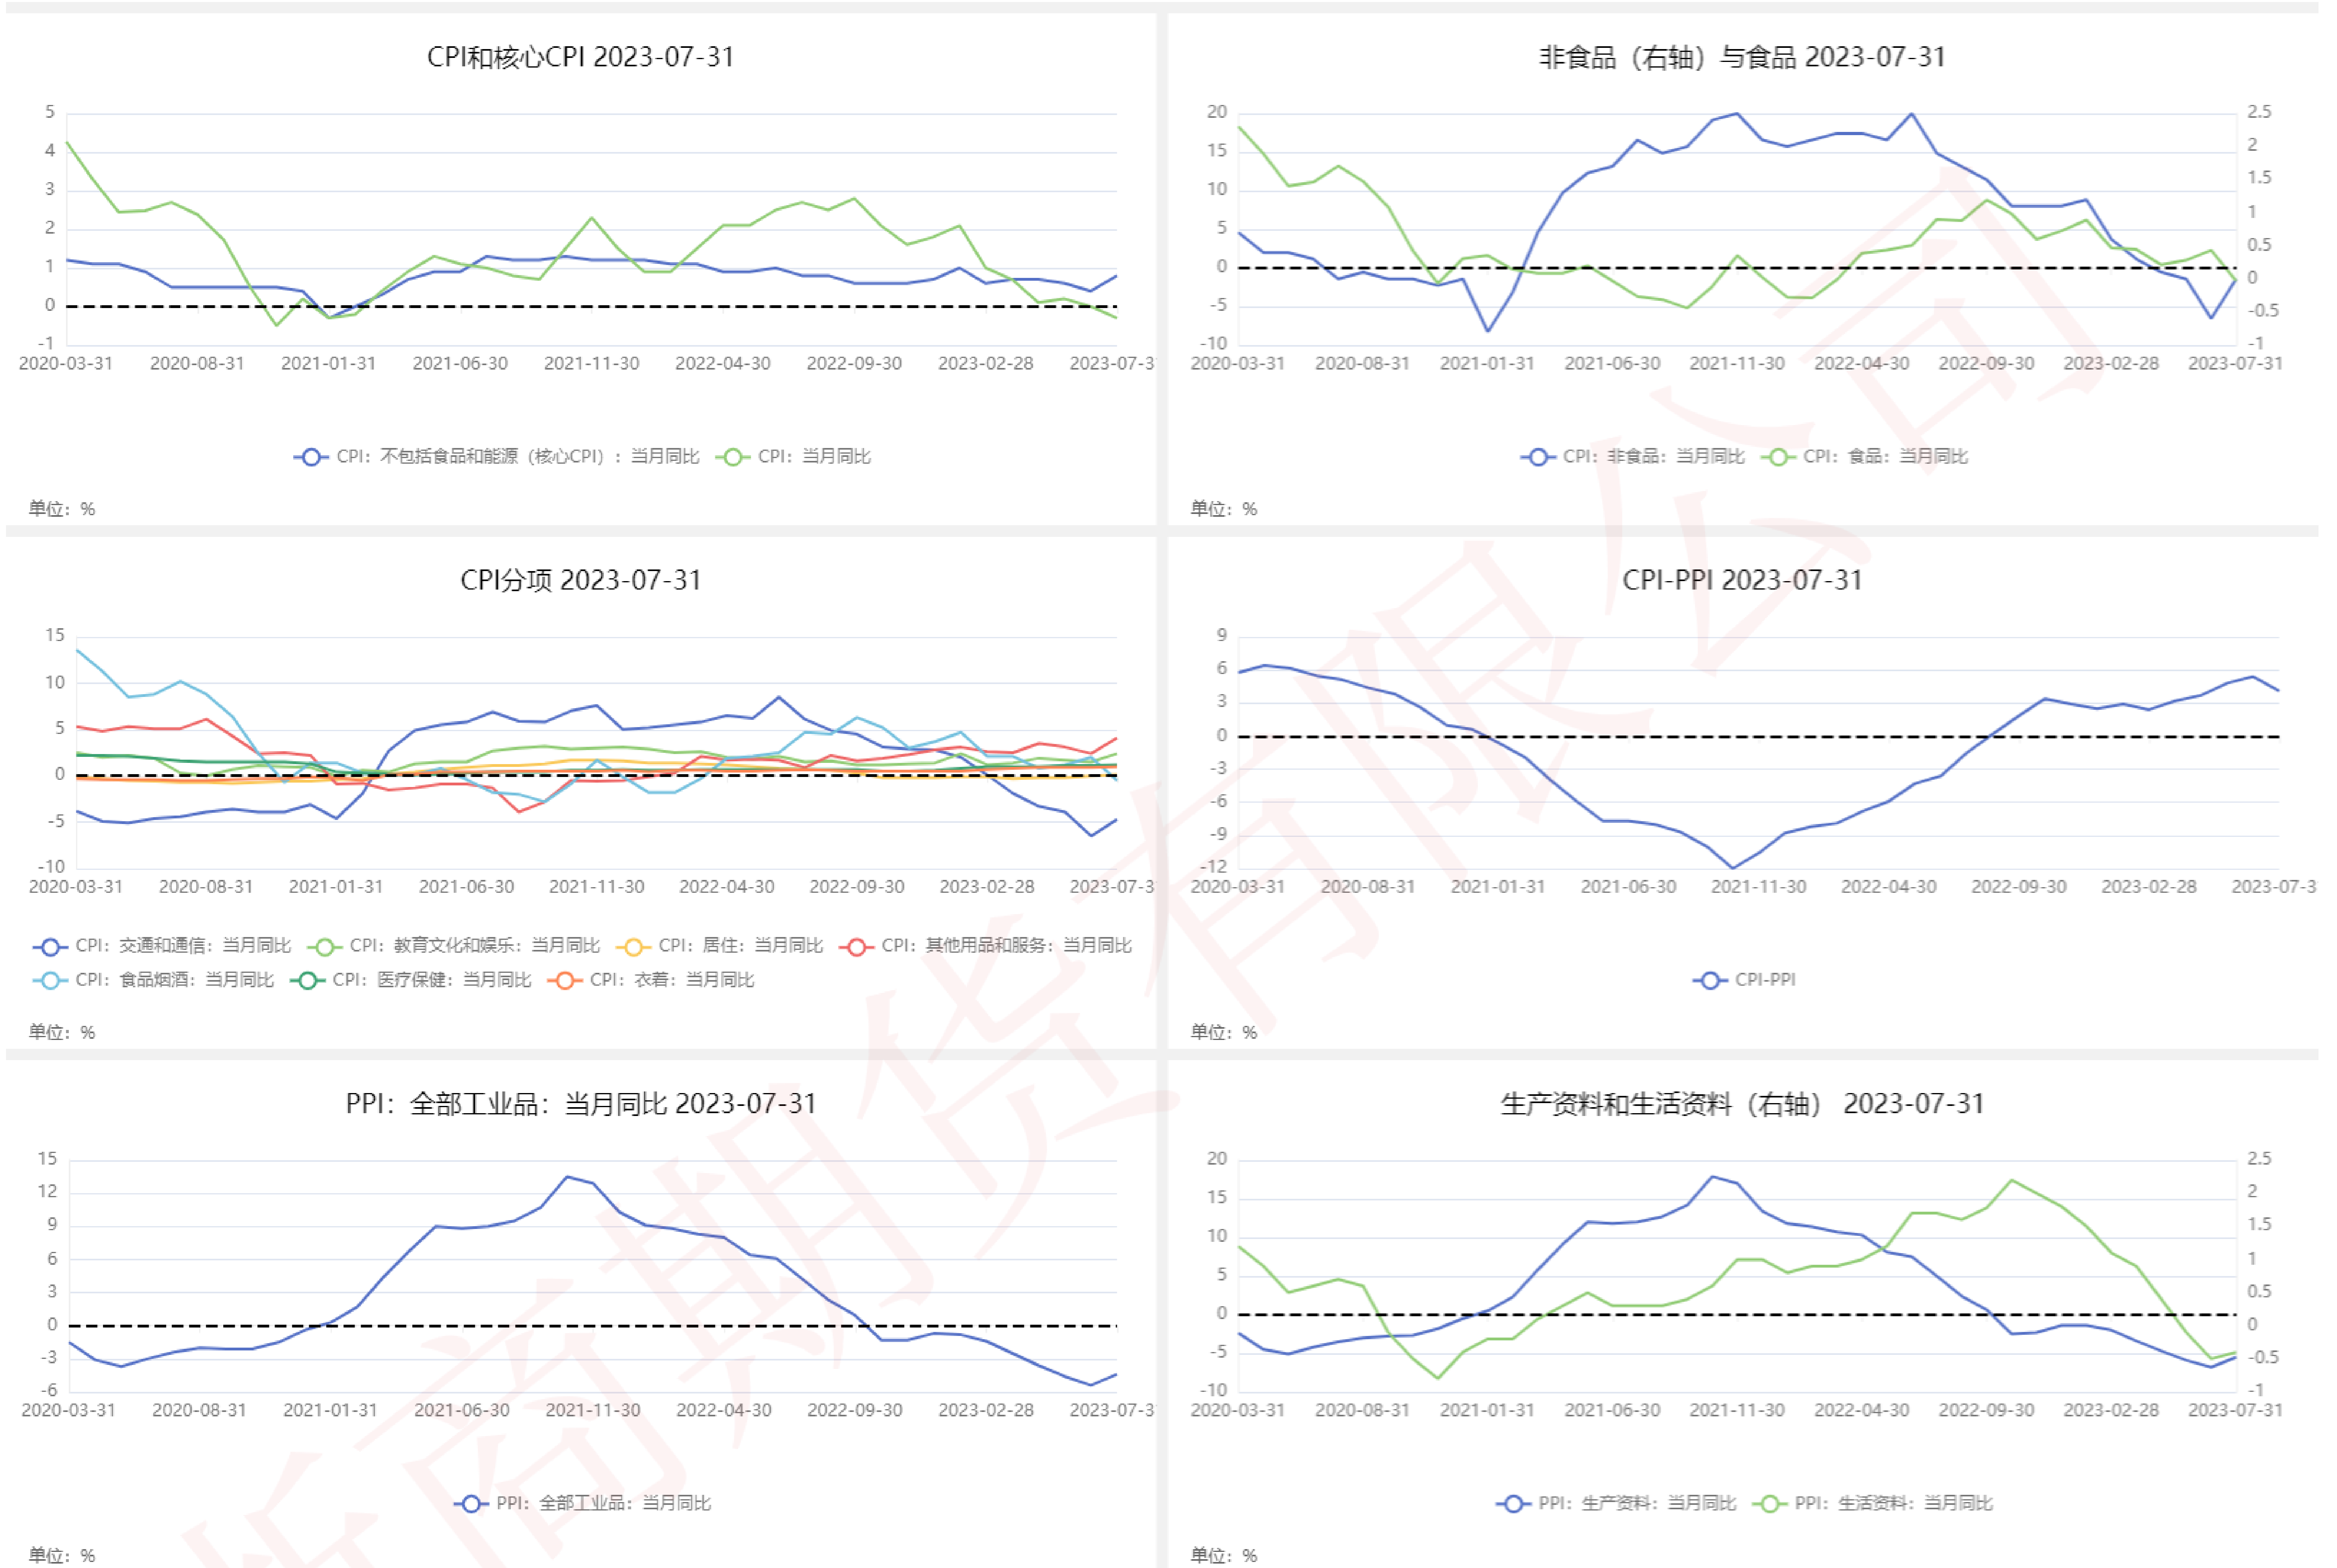 CPI和核心CPI 2023-07-31
5
4
3
2
1
0
-1
2020-03-31 2020-08-31 2021-01-31 2021-06-30 2021-11-30 2022-04-30 2022-09-30 2023-02-28 2023-07-3
CPI：不包括食品和能源（核心CPI）：当月同比 CPI：当月同比
单位：%
非食品（右轴）与食品 2023-07-31
20 2.5
15 2
10 1.5
5 1
0 0.5
-5 0
-10 -0.5
-1
2020-03-31 2020-08-31 2021-01-31 2021-06-30 2021-11-30 2022-04-30 2022-09-30 2023-02-28 2023-07-31
CPI：非食品：当月同比 CPI：食品：当月同比
单位：%
CPI分项 2023-07-31
15
10
5
0
-5
-10
2020-03-31 2020-08-31 2021-01-31 2021-06-30 2021-11-30 2022-04-30 2022-09-30 2023-02-28 2023-07-3
CPI：交通和通信：当月同比 CPI：教育文化和娱乐：当月同比 CPI：居住：当月同比 CPI：其他用品和服务：当月同比
CPI：食品烟酒：当月同比 CPI：医疗保健：当月同比 CPI：衣着：当月同比
单位：%
CPI-PPI 2023-07-31
9
6
3
0
-3
-6
-9
-12
2020-03-31 2020-08-31 2021-01-31 2021-06-30 2021-11-30 2022-04-30 2022-09-30 2023-02-28 2023-07-3
CPI-PPI
单位：%
PPI：全部工业品：当月同比 2023-07-31
15
12
9
6
3
0
-3
-6
2020-03-31 2020-08-31 2021-01-31 2021-06-30 2021-11-30 2022-04-30 2022-09-30 2023-02-28 2023-07-3
PPI：全部工业品：当月同比
单位：%
生产资料和生活资料（右轴） 2023-07-31
20 2.5
15 2
10 1.5
5 1
0 0.5
-5 0
-10 -0.5
-1
2020-03-31 2020-08-31 2021-01-31 2021-06-30 2021-11-30 2022-04-30 2022-09-30 2023-02-28 2023-07-31
PPI：生产资料：当月同比 PPI：生活资料：当月同比
单位：%
商期货有限公司